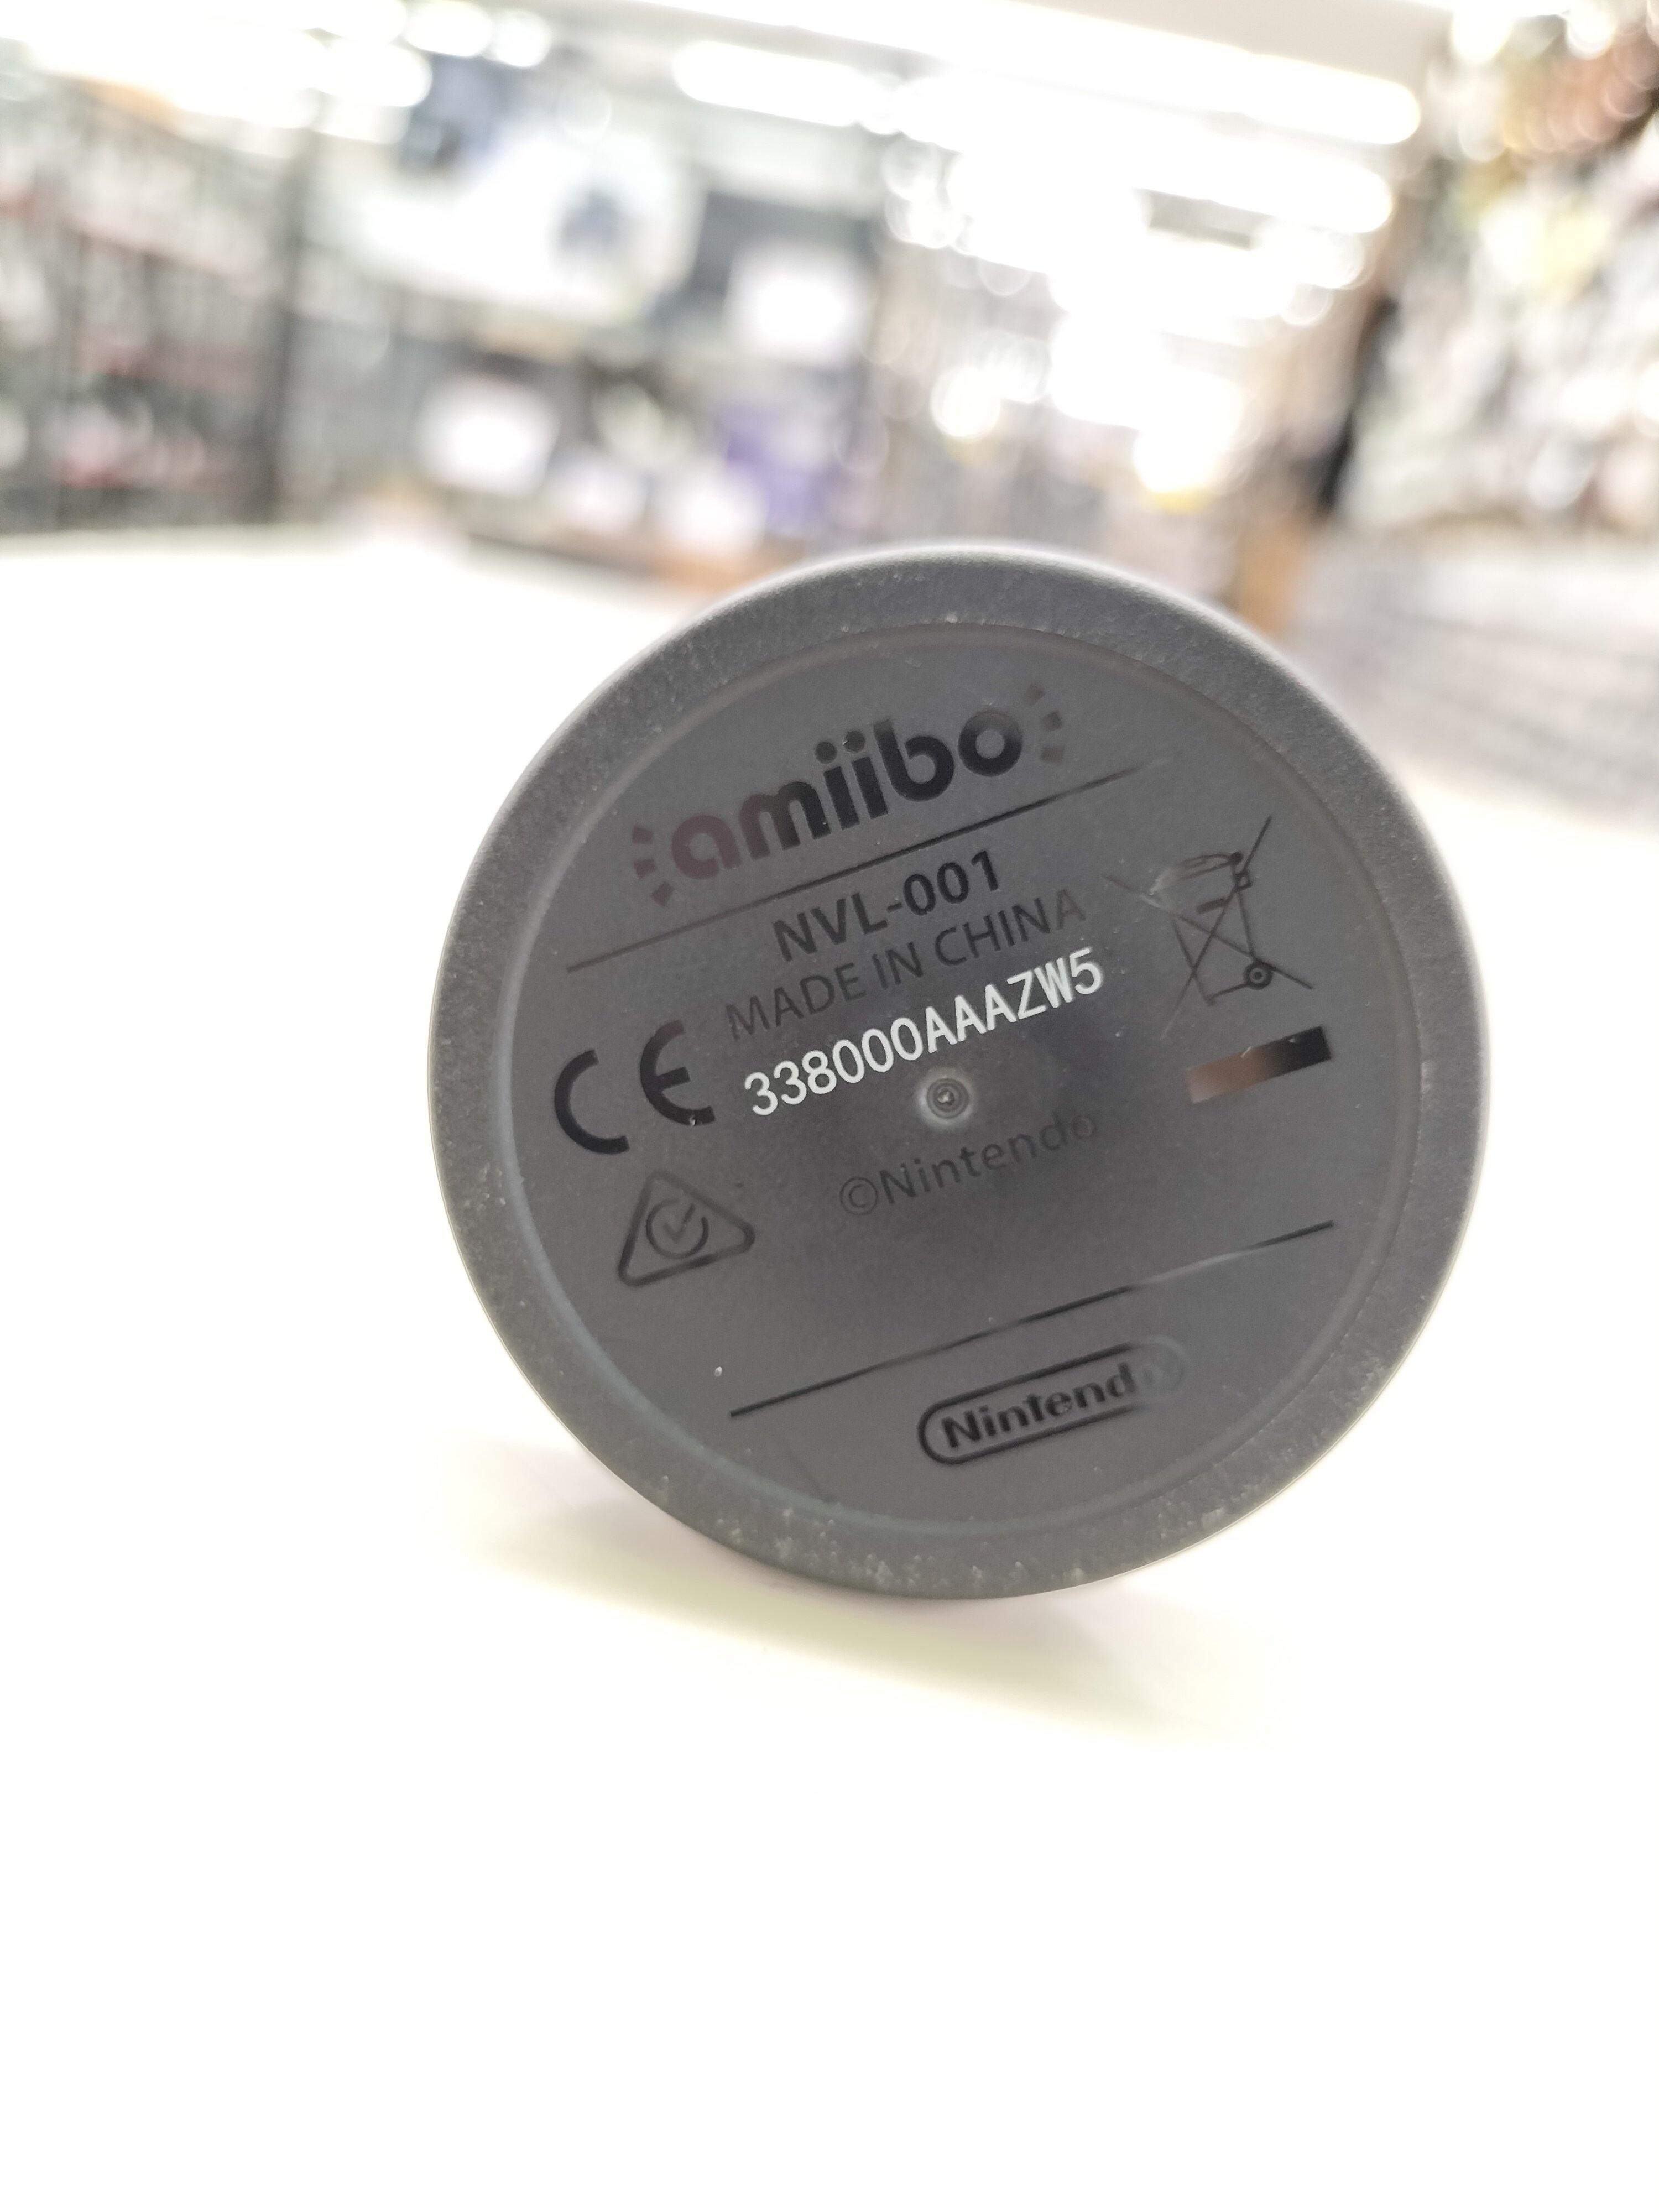 amiibo
NVL-001
MADE IN CHINA
338000AAAZW5
CE
©Nintendo
Nintendo